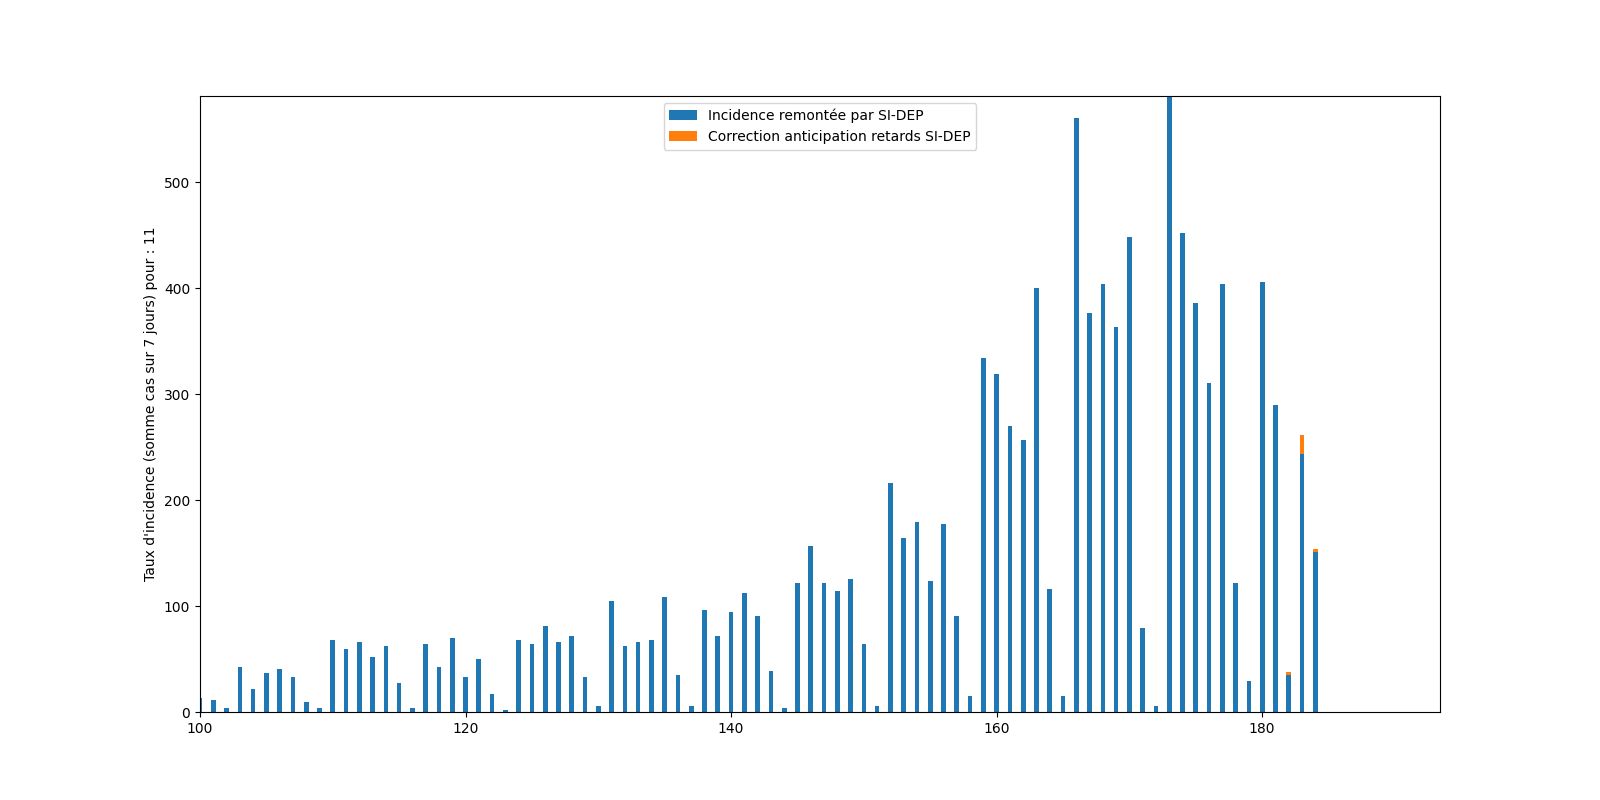 Incidence remontée par SI-DEP
Correction anticipation retards SI-DEP
Taux d'incidence (somme cas sur 7 jours) pour : 11
500
400
300
200
100
0
100 120 140 160 180